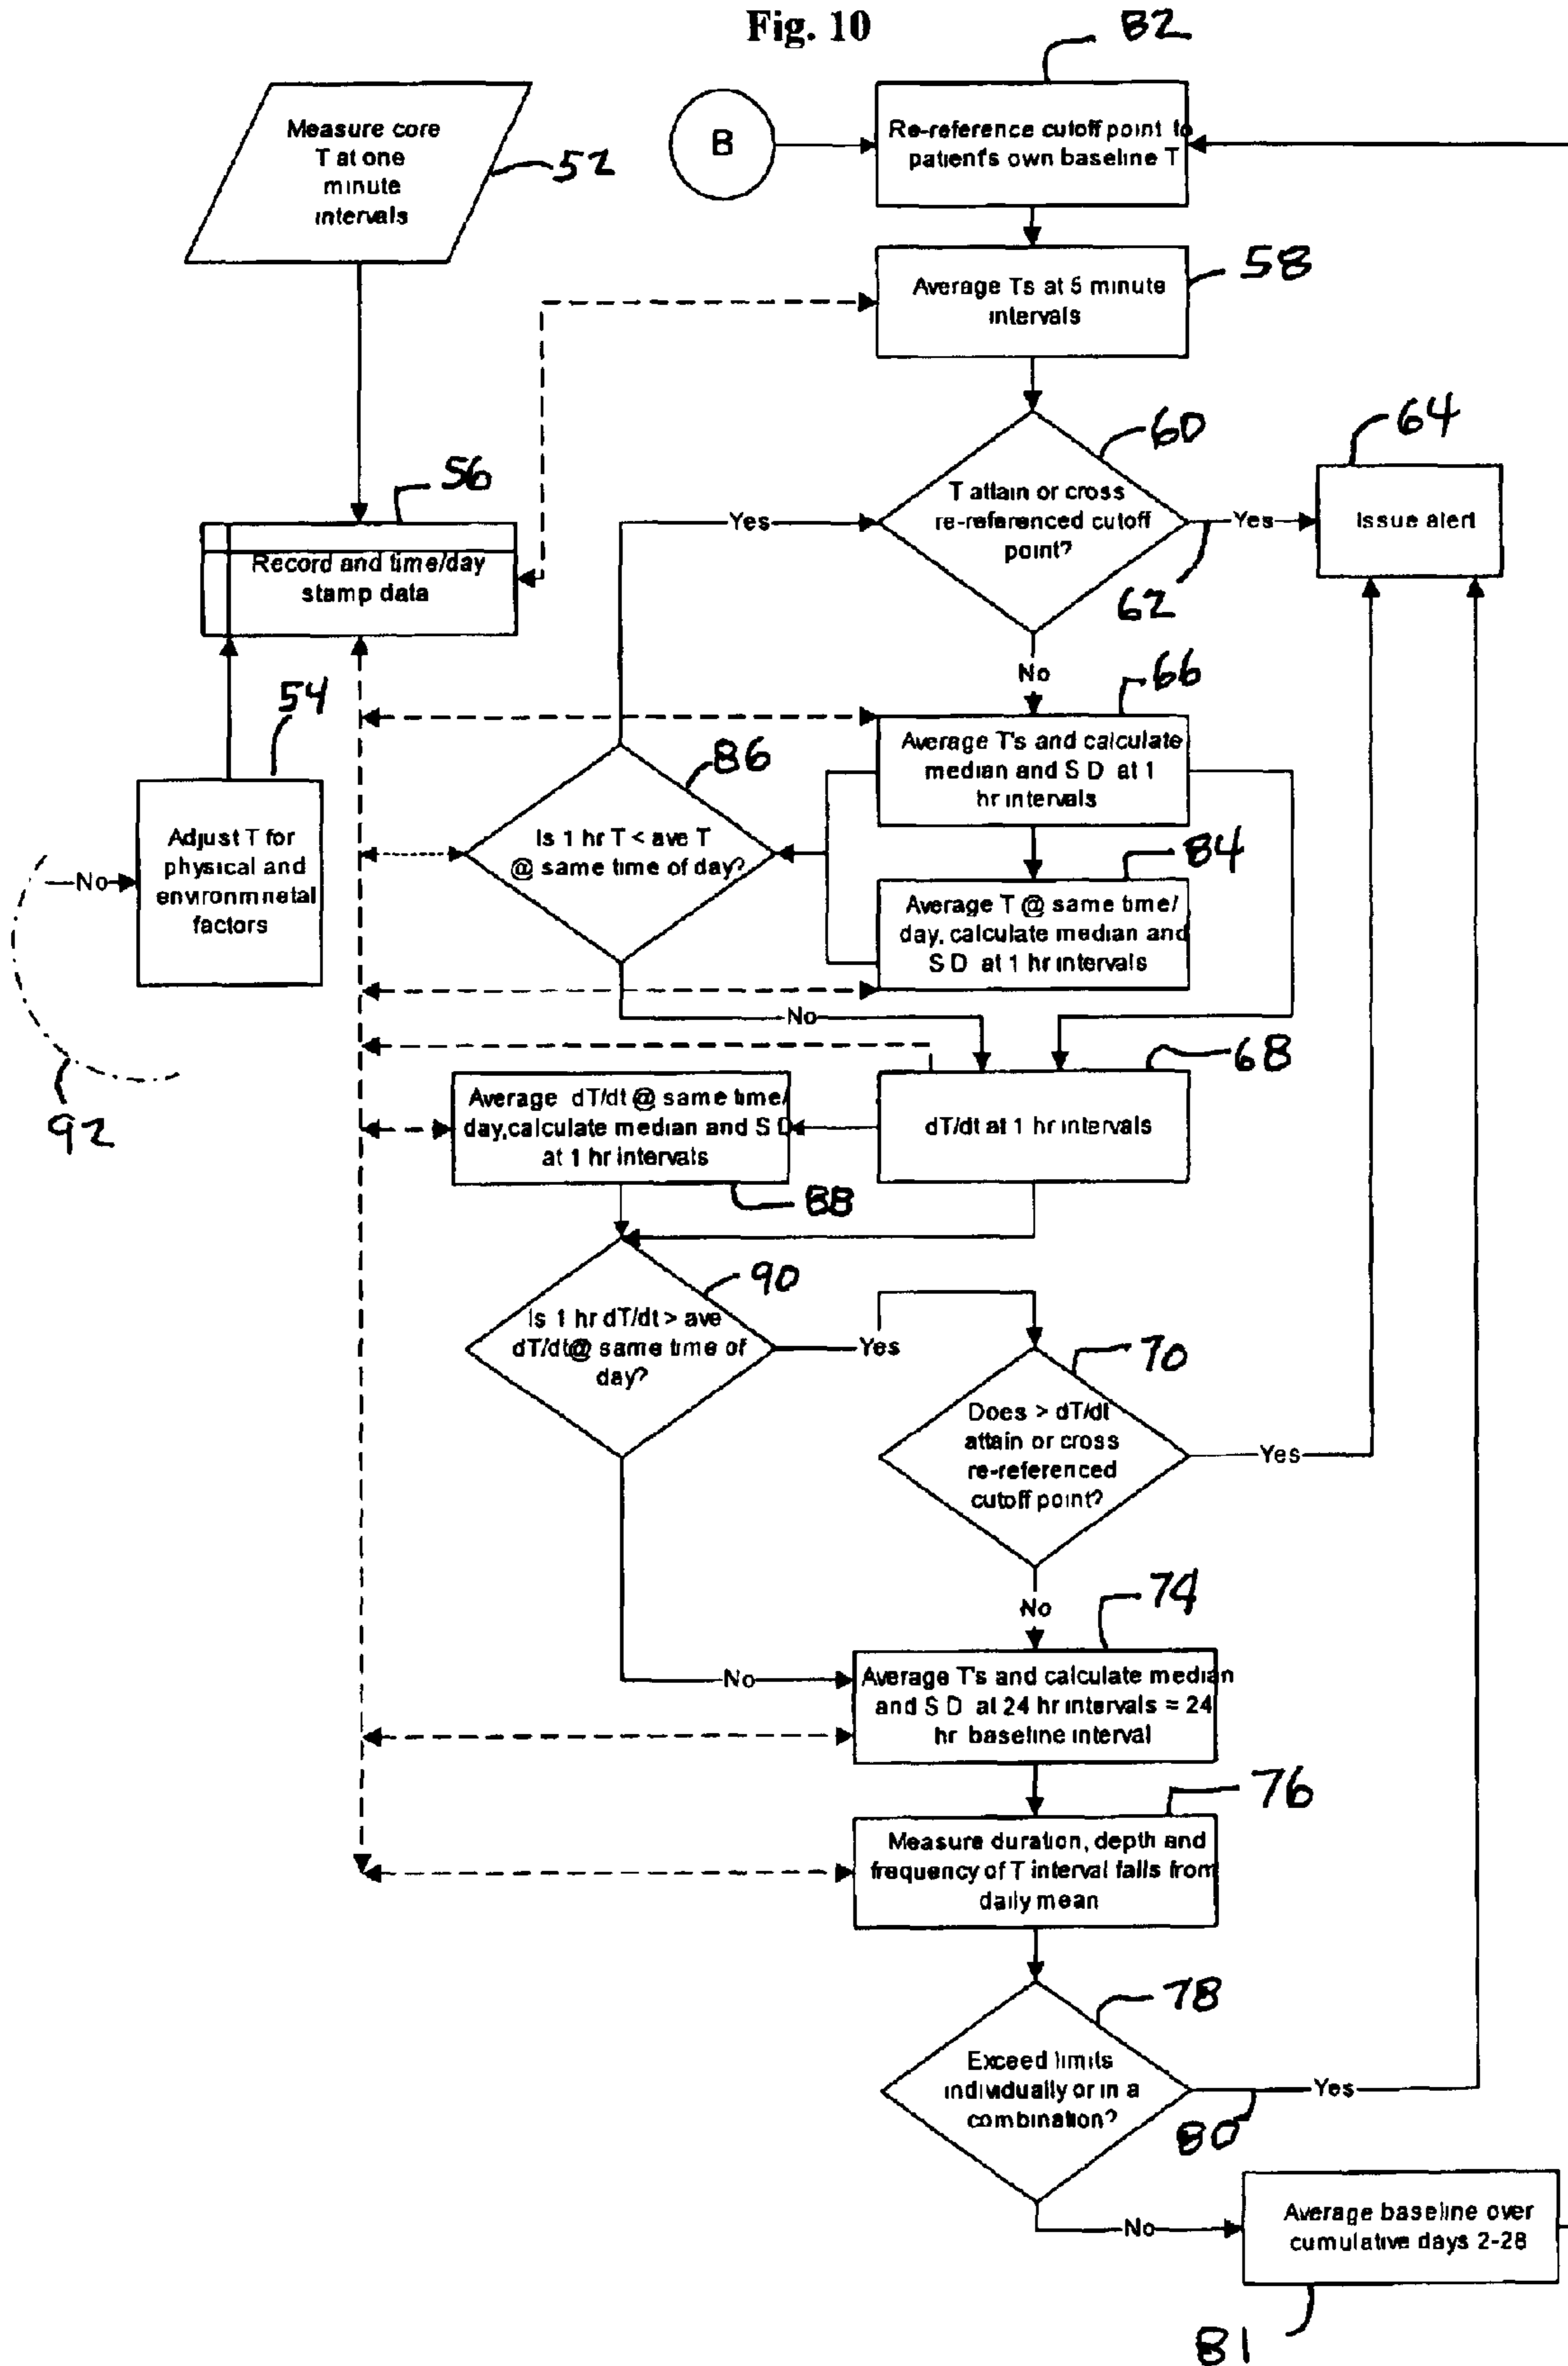 Fig. 10
82
Measure core
T at one
minute
intervals
52
B
Re-reference cutoff point to
patient's own baseline T
58
Average Ts at 5 minute
intervals
60
64
T attain or cross
re-referenced cutoff
point?
Yes
Yes
Issue alert
56
Record and time/day
stamp data
62
No
66
54
Average T's and calculate
median and S D at 1
hr intervals
86
Is 1 hr T < ave T
@ same time of day?
84
Adjust T for
physical and
environmnetal
factors
No
Average T @ same time/
day, calculate median and
S D at 1 hr intervals
No
68
92
Average dT/dt @ same time/
day,calculate median and S D
at 1 hr intervals
dT/dt at 1 hr intervals
88
90
Is 1 hr dT/dt > ave
dT/dt@ same time of
day?
Yes
70
Does > dT/dt
attain or cross
re-referenced
cutoff point?
Yes
No
74
No
Average T's and calculate median
and S D at 24 hr intervals = 24
hr baseline interval
76
Measure duration, depth and
frequency of T interval falls from
daily mean
78
Exceed limits
individually or in a
combination?
Yes
80
No
Average baseline over
cumulative days 2-28
81